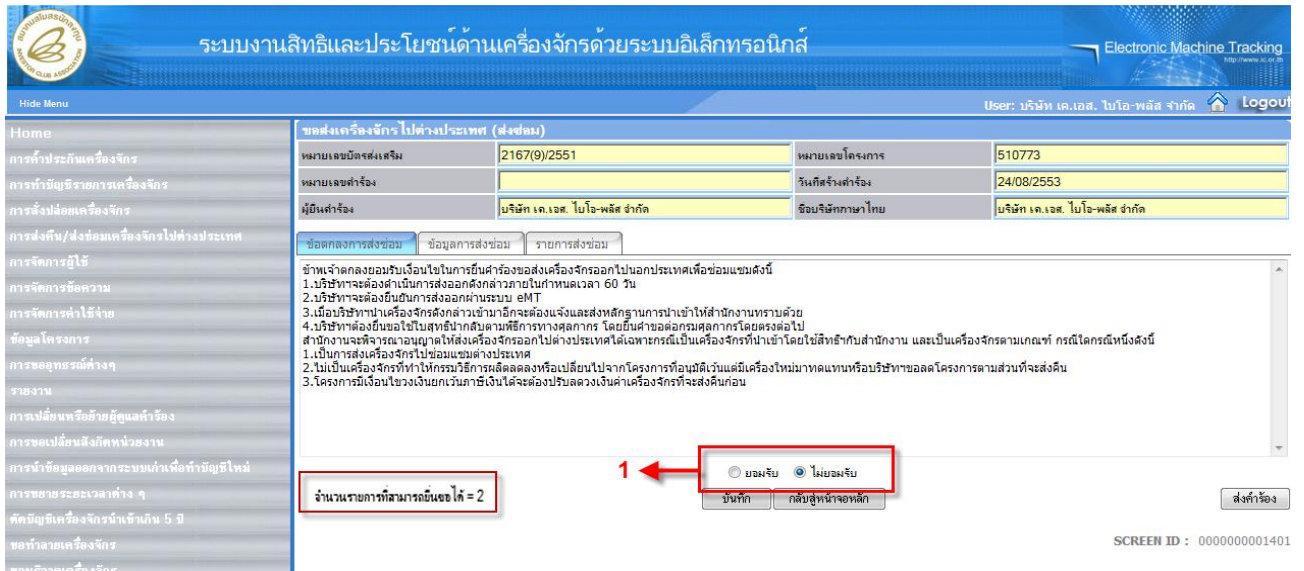 ระบบงานสิทธิและประโยชน์ด้านเครื่องจักรด้วยระบบอิเล็กทรอนิกส์
Electronic Machine Tracking
http://www.ic.or.th
Hide Menu
User: บริษัท เค.เอส. ไบโอ-พลัส จำกัด Logout
Home
การค้ำประกันเครื่องจักร
การทำบัญชีรายการเครื่องจักร
การสั่งปล่อยเครื่องจักร
การส่งคืน/ส่งซ่อมเครื่องจักรไปต่างประเทศ
การจัดการผู้ใช้
การจัดการข้อความ
การจัดการค่าใช้จ่าย
ข้อมูลโครงการ
การขออุทธรณ์ต่างๆ
รายงาน
การเปลี่ยนหรือย้ายผู้ดูแลคำร้อง
การขอเปลี่ยนสังกัดหน่วยงาน
การนำข้อมูลออกจากระบบเก่าเพื่อทำบัญชีใหม่
การขยายระยะเวลาต่าง ๆ
ตัดบัญชีเครื่องจักรนำเข้าเกิน 5 ปี
ขอทำลายเครื่องจักร
ขอบริจาคเครื่องจักร
ขอส่งเครื่องจักรไปต่างประเทศ (ส่งซ่อม)
หมายเลขบัตรส่งเสริม 2167(9)/2551 หมายเลขโครงการ 510773
หมายเลขคำร้อง วันที่สร้างคำร้อง 24/08/2553
ผู้ยื่นคำร้อง บริษัท เค.เอส. ไบโอ-พลัส จำกัด ชื่อบริษัทภาษาไทย บริษัท เค.เอส. ไบโอ-พลัส จำกัด
ข้อตกลงการส่งซ่อม ข้อมูลการส่งซ่อม รายการส่งซ่อม
ข้าพเจ้าตกลงยอมรับเงื่อนไขในการยื่นคำร้องขอส่งเครื่องจักรออกไปนอกประเทศเพื่อซ่อมแซมดังนี้
1.บริษัทฯจะต้องดำเนินการส่งออกดังกล่าวภายในกำหนดเวลา 60 วัน
2.บริษัทฯจะต้องยืนยันการส่งออกผ่านระบบ eMT
3.เมื่อบริษัทฯนำเครื่องจักรดังกล่าวเข้ามาอีกจะต้องแจ้งและส่งหลักฐานการนำเข้าให้สำนักงานทราบด้วย
4.บริษัทฯต้องยื่นขอใช้ใบสุทธินำกลับตามพิธีการทางศุลกากร โดยยื่นคำขอต่อกรมศุลกากรโดยตรงต่อไป
สำนักงานจะพิจารณาอนุญาตให้ส่งเครื่องจักรออกไปต่างประเทศได้เฉพาะกรณีเป็นเครื่องจักรที่นำเข้าโดยใช้สิทธิฯกับสำนักงาน และเป็นเครื่องจักรตามเกณฑ์ กรณีใดกรณีหนึ่งดังนี้
1.เป็นการส่งเครื่องจักรไปซ่อมแซมต่างประเทศ
2.ไม่เป็นเครื่องจักรที่ทำให้กรรมวิธีการผลิตลดลงหรือเปลี่ยนไปจากโครงการที่อนุมัติเว้นแต่มีเครื่องใหม่มาทดแทนหรือบริษัทฯขอลดโครงการตามส่วนที่จะส่งคืน
3.โครงการมีเงื่อนไขวงเงินยกเว้นภาษีเงินได้จะต้องปรับลดวงเงินค่าเครื่องจักรที่จะส่งคืนก่อน
1
ยอมรับ ไม่ยอมรับ
จำนวนรายการที่สามารถยื่นขอได้ = 2
บันทึก กลับสู่หน้าจอหลัก ส่งคำร้อง
SCREEN ID : 0000000001401